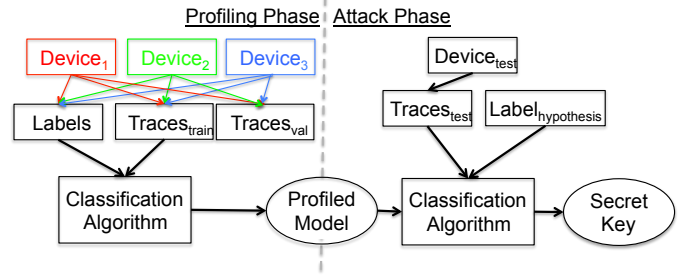 Profiling Phase
Attack Phase
Device1
Device2
Device3
Devicetest
Labels
Tracestrain
Tracesval
Tracestest
Labelhypothesis
Classification
Algorithm
Profiled
Model
Classification
Algorithm
Secret
Key